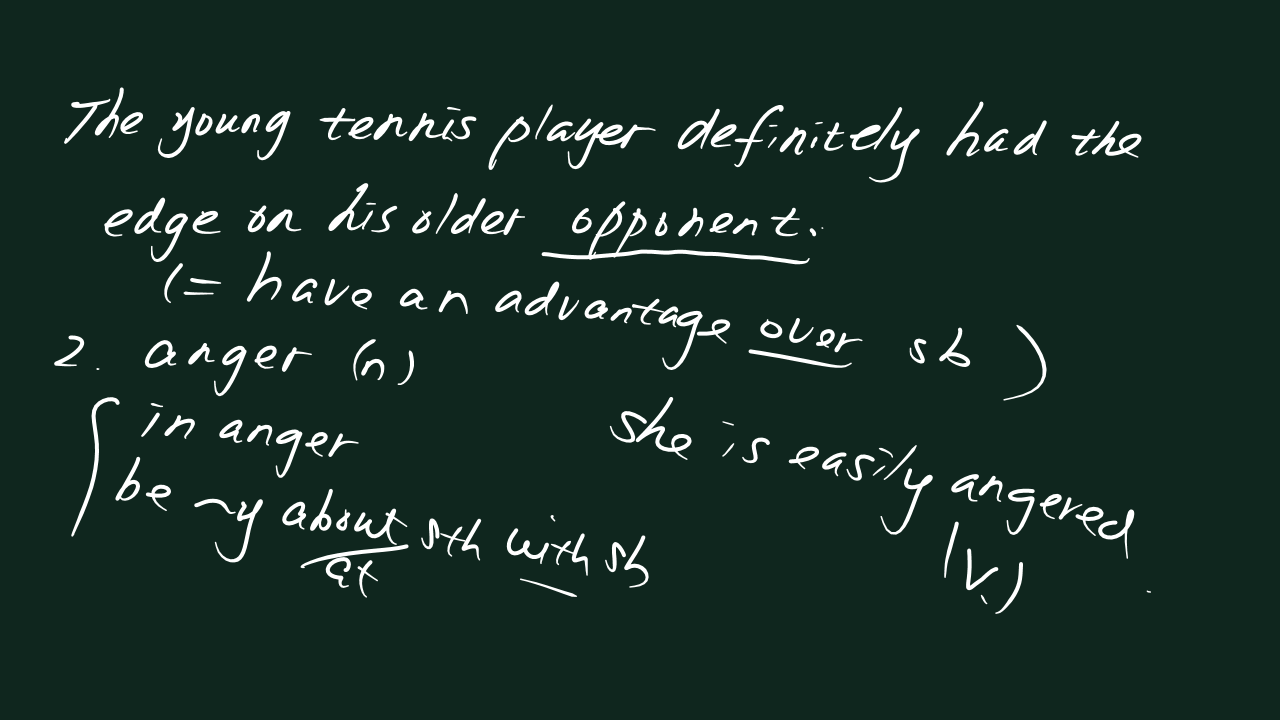 The young tennis player definitely had the
edge on his older opponent.
(= have an advantage over sb )
2. anger (n)
in anger
be ~y about sth with sb
at
she is easily angered
(v.)